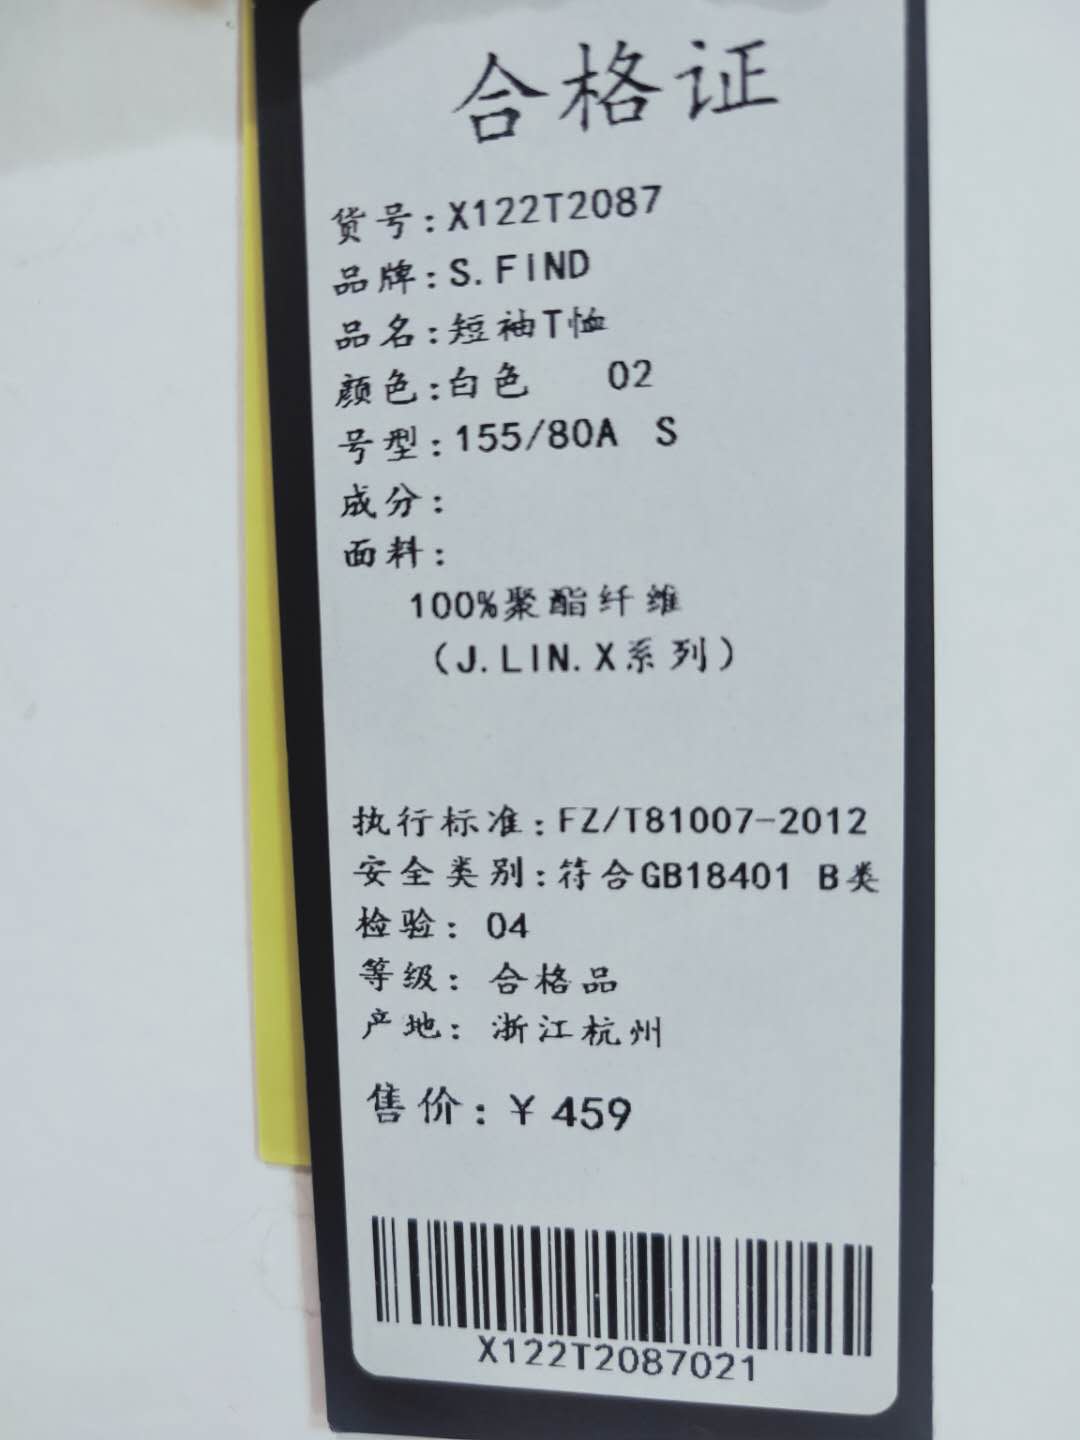 合格证
货号:X122T2087
品牌:S.FIND
品名:短袖T恤
颜色:白色 02
号型:155/80A S
成分:
面料:
100%聚酯纤维
(J.LIN.X系列)
执行标准:FZ/T81007-2012
安全类别:符合GB18401 B类
检验: 04
等级: 合格品
产地: 浙江杭州
售价:¥459
X122T2087021